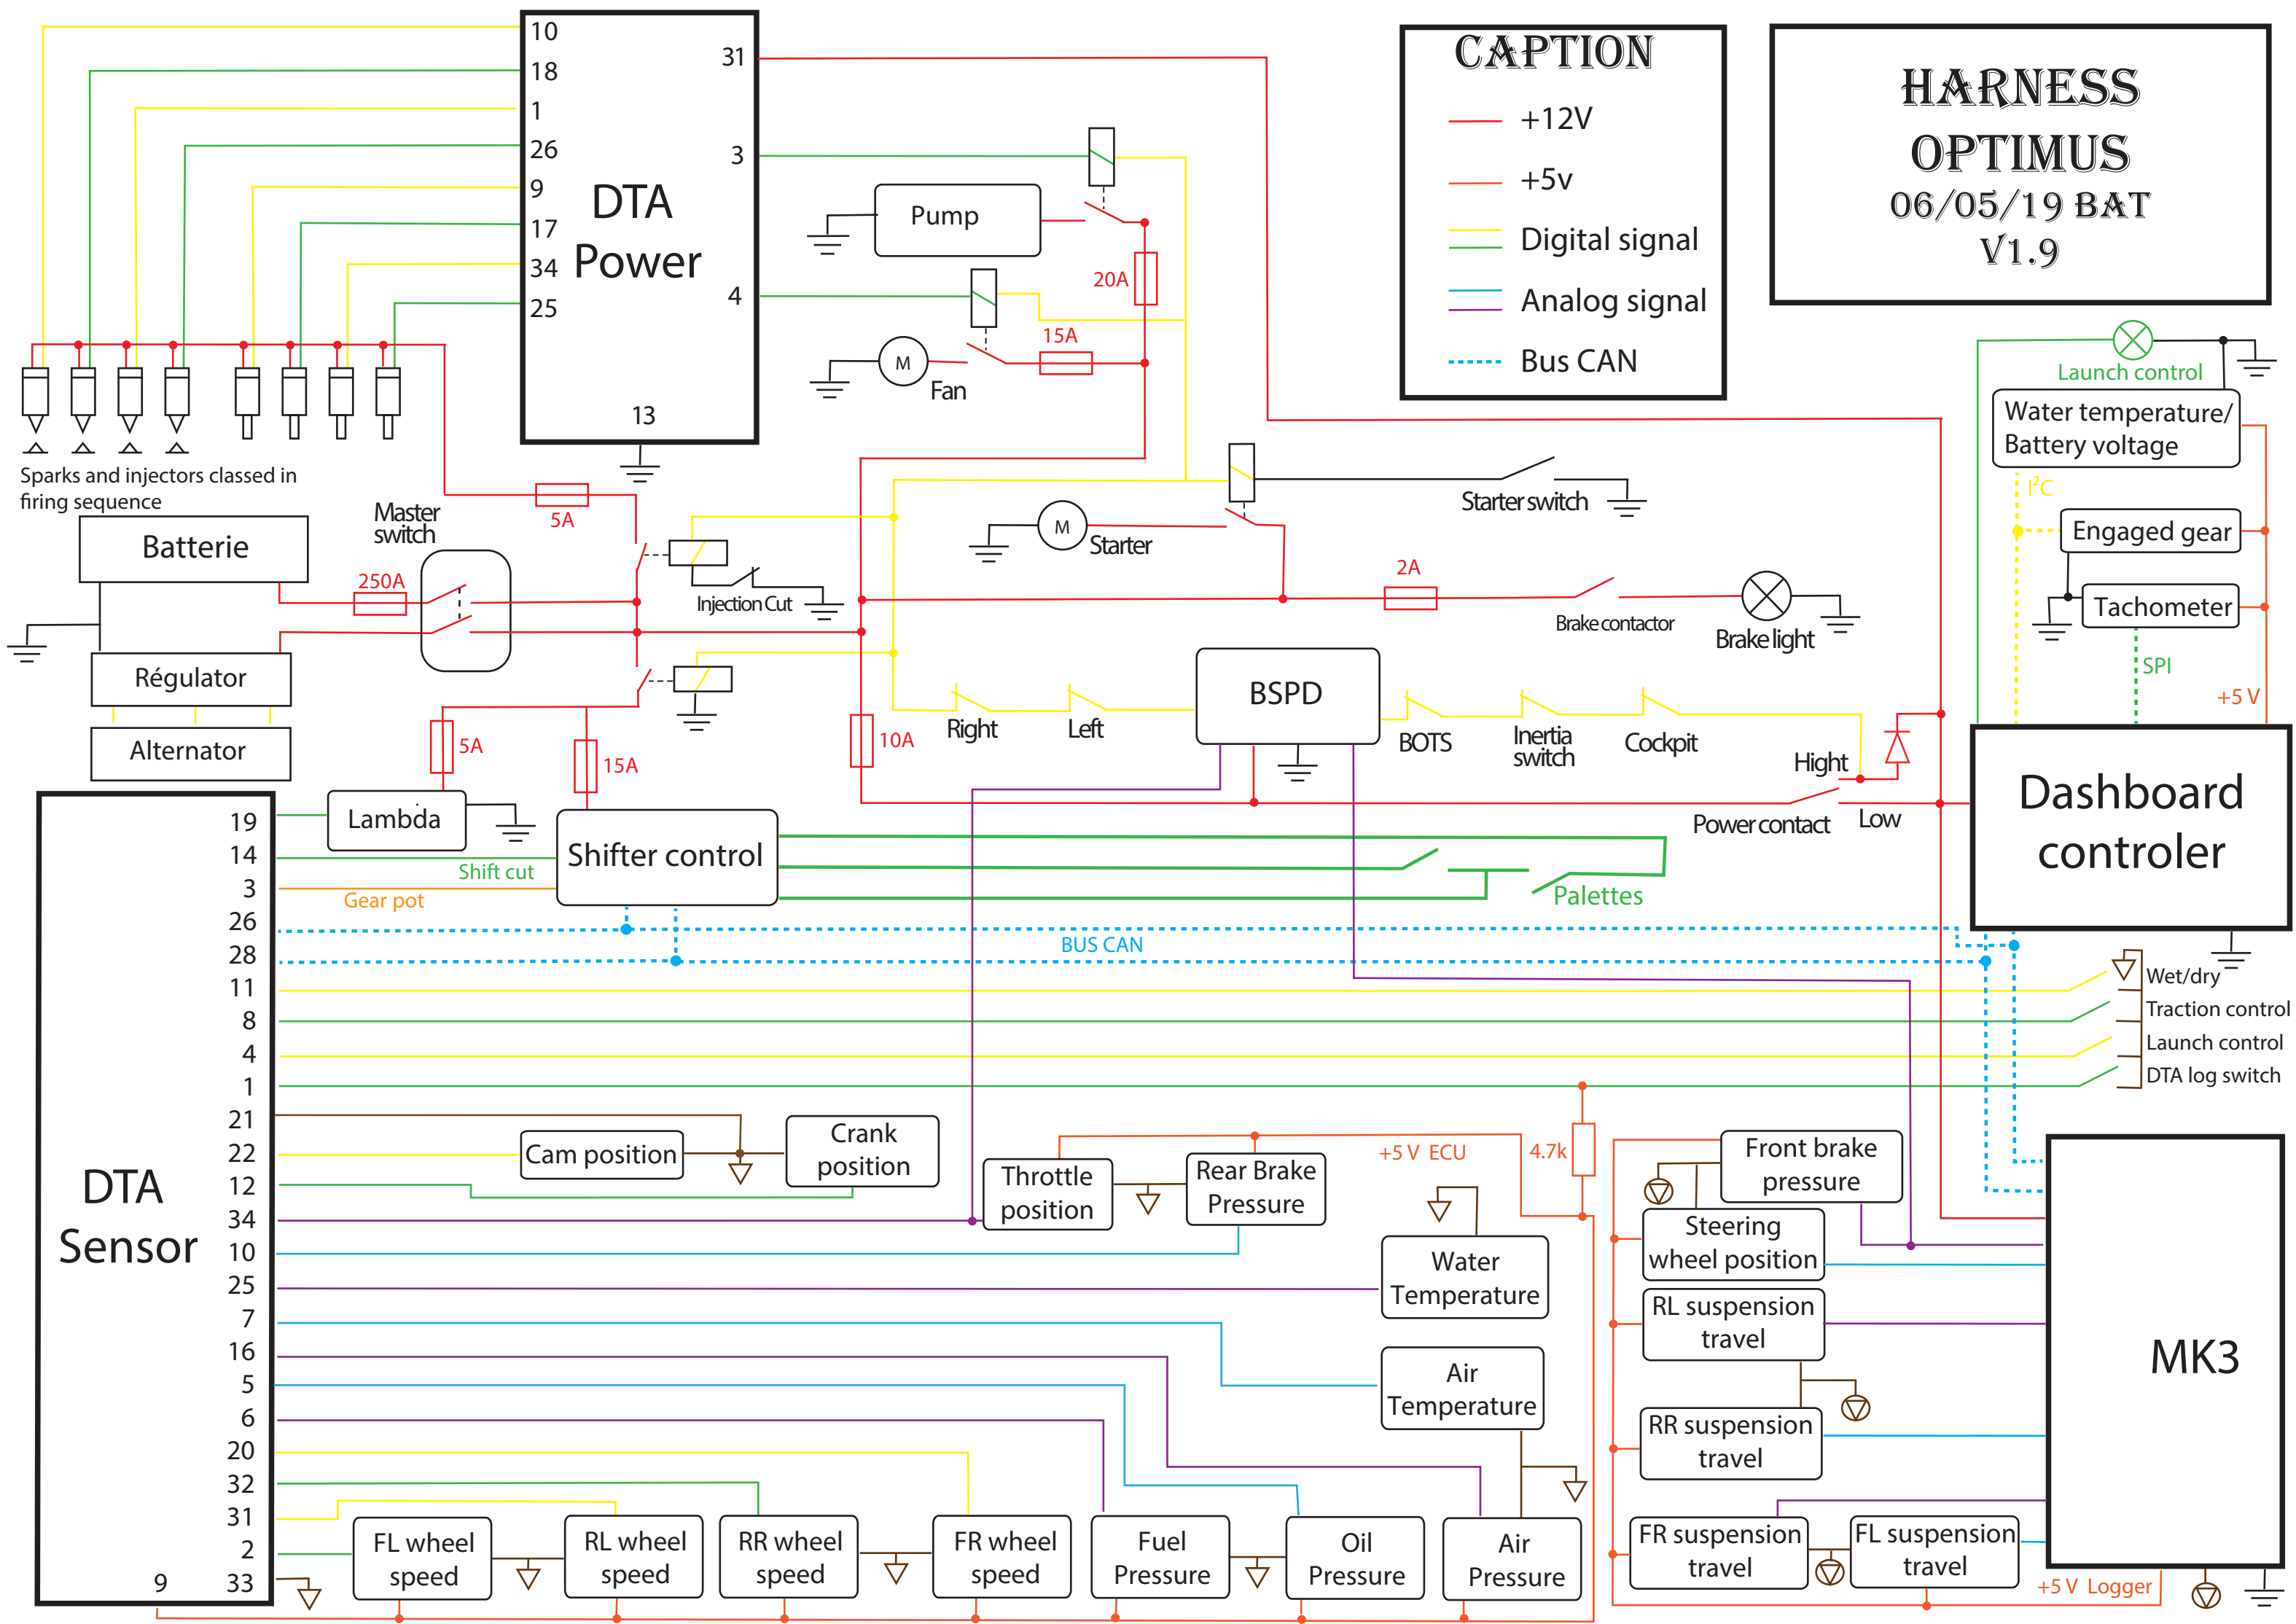 10
18
1
26
9
17
34
25
31
3
4
13
DTA
Power
Pump
20A
15A
M
Fan
CAPTION
+12V
+5v
Digital signal
Analog signal
Bus CAN
HARNESS
OPTIMUS
06/05/19 BAT
V1.9
Sparks and injectors classed in
firing sequence
Launch control
Water temperature/
Battery voltage
I²C
Engaged gear
Tachometer
SPI
+5 V
Batterie
Régulator
Alternator
250A
Master
switch
5A
Injection Cut
M
Starter
Starter switch
2A
Brake contactor
Brake light
5A
15A
10A
Right
Left
BSPD
BOTS
Inertia
switch
Cockpit
Hight
Power contact
Low
Dashboard
controler
Lambda
Shifter control
Shift cut
Gear pot
Palettes
BUS CAN
DTA
Sensor
19
14
3
26
28
11
8
4
1
21
22
12
34
10
25
7
16
5
6
20
32
31
2
9
33
Wet/dry
Traction control
Launch control
DTA log switch
Cam position
Crank
position
Throttle
position
Rear Brake
Pressure
+5 V ECU
4.7k
Water
Temperature
Air
Temperature
Front brake
pressure
Steering
wheel position
RL suspension
travel
RR suspension
travel
FR suspension
travel
FL suspension
travel
MK3
+5 V Logger
FL wheel
speed
RL wheel
speed
RR wheel
speed
FR wheel
speed
Fuel
Pressure
Oil
Pressure
Air
Pressure